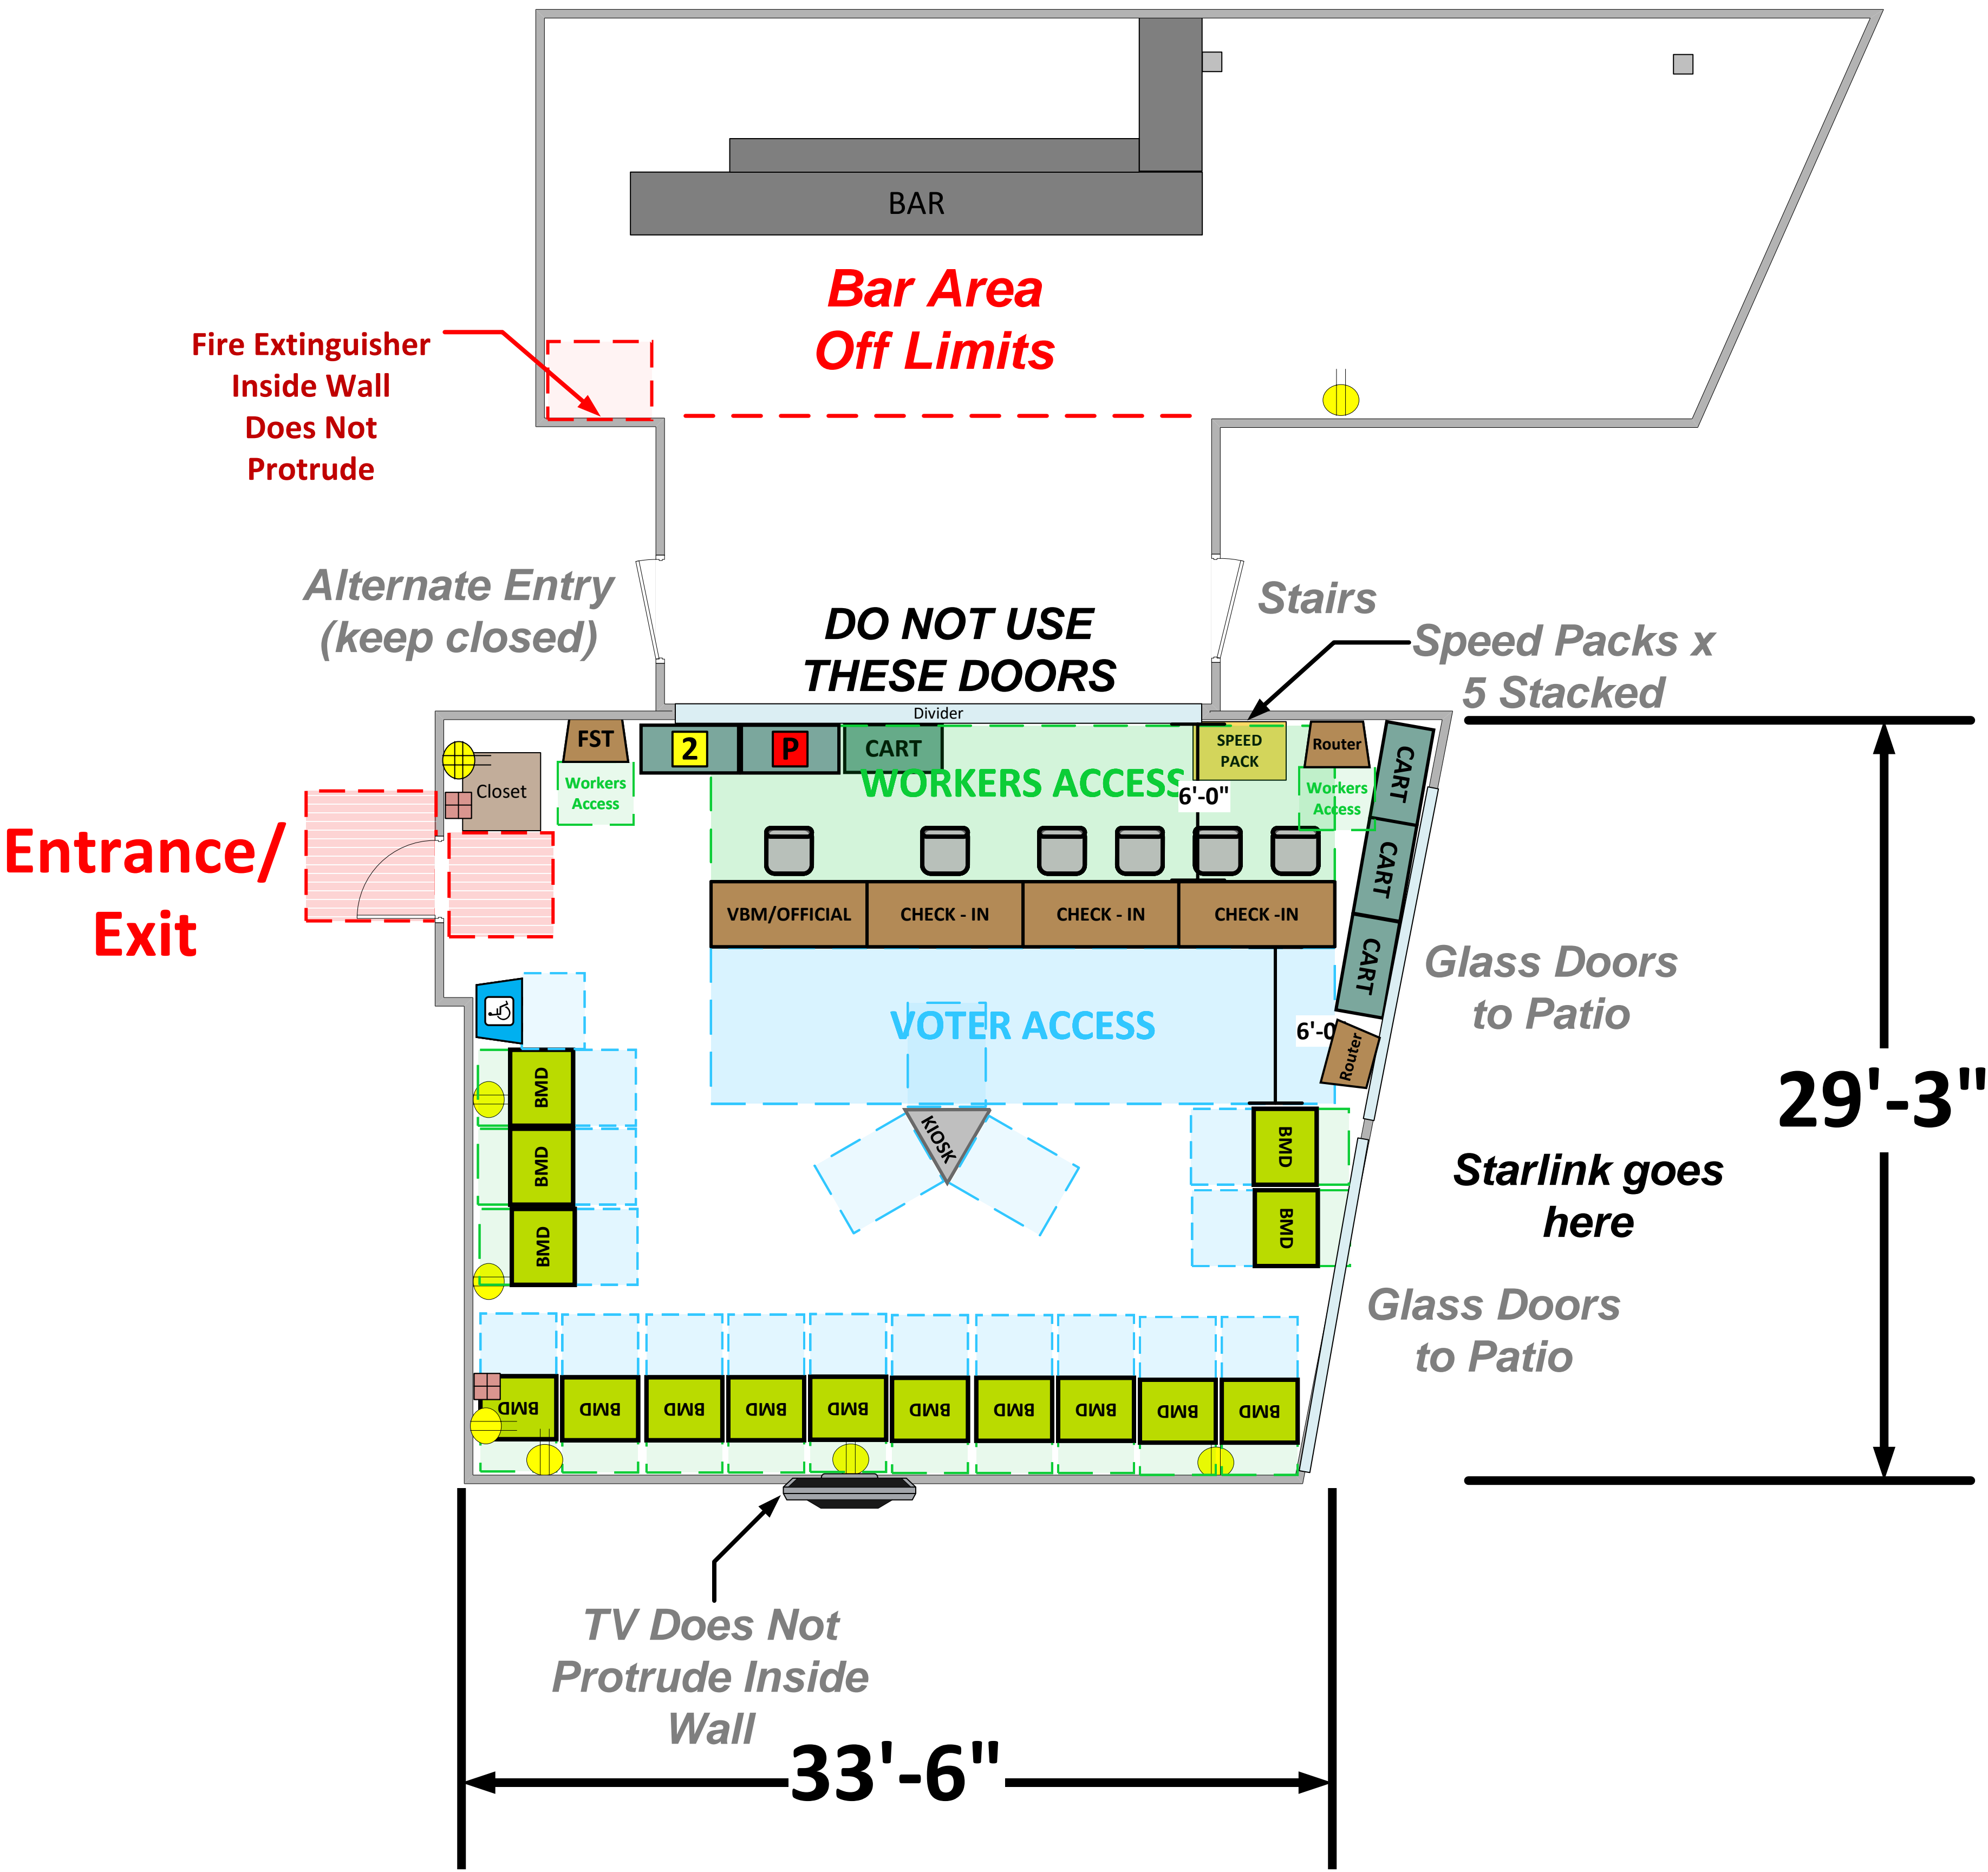 BAR
Bar Area
Off Limits
Fire Extinguisher
Inside Wall
Does Not
Protrude
Alternate Entry
(keep closed)
DO NOT USE
THESE DOORS
Stairs
Speed Packs x
5 Stacked
Divider
FST
2
P
CART
SPEED
PACK
Router
CART
Workers
Access
WORKERS ACCESS
6'-0"
Workers
Access
Closet
CART
CART
Entrance/
Exit
VBM/OFFICIAL
CHECK - IN
CHECK - IN
CHECK -IN
Glass Doors
to Patio
VOTER ACCESS
6'-0
Router
29'-3"
BMD
BMD
BMD
KIOSK
BMD
BMD
Starlink goes
here
Glass Doors
to Patio
BMD
BMD
BMD
BMD
BMD
BMD
BMD
BMD
BMD
BMD
TV Does Not
Protrude Inside
Wall
33'-6"